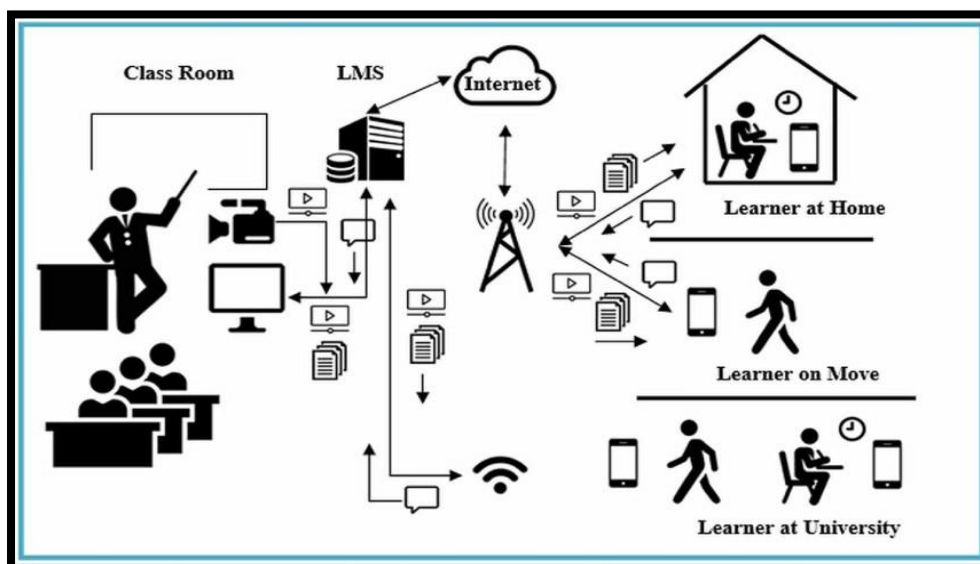 Class Room
LMS
Internet
Learner at Home
Learner on Move
Learner at University